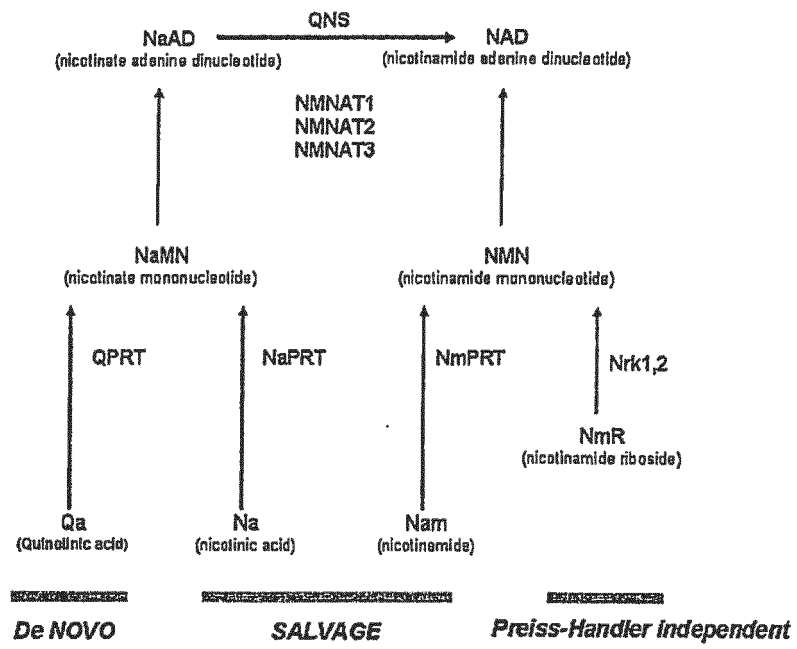 QNS
NaAD
NAD
(nicotinate adenine dinucleotide)
(nicotinamide adenine dinucleotide)
NMNAT1
NMNAT2
NMNAT3
NaMN
(nicotinate mononucleotide)
NMN
(nicotinamide mononucleotide)
QPRT
NaPRT
NmPRT
Nrk1,2
NmR
(nicotinamide riboside)
Qa
(Quinolinic acid)
Na
(nicotinic acid)
Nam
(nicotinamide)
De NOVO
SALVAGE
Preiss-Handler independent